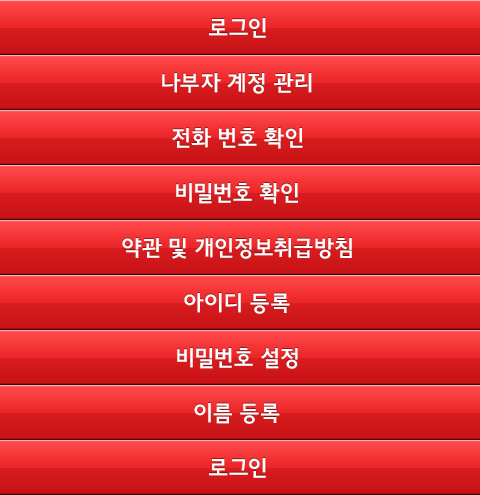 로그인
나부자 계정 관리
전화 번호 확인
비밀번호 확인
약관 및 개인정보취급방침
아이디 등록
비밀번호 설정
이름 등록
로그인